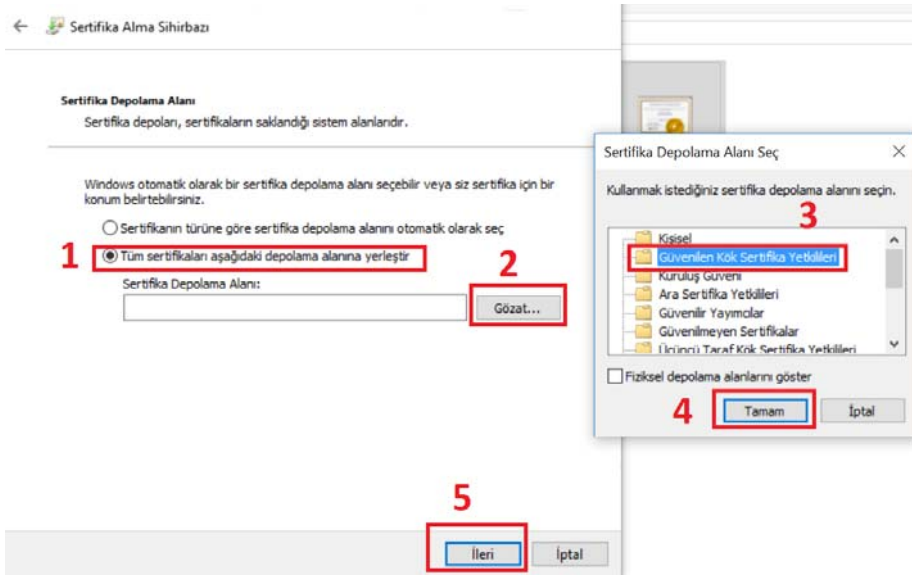 Sertifika Alma Sihirbazı
Sertifika Depolama Alanı
Sertifika depoları, sertifikaların saklandığı sistem alanlarıdır.
Windows otomatik olarak bir sertifika depolama alanı seçebilir veya siz sertifika için bir
konum belirtebilirsiniz.
Sertifikanın türüne göre sertifika depolama alanını otomatik olarak seç
1
Tüm sertifikaları aşağıdaki depolama alanına yerleştir
2
Sertifika Depolama Alanı:
Gözat...
5
İleri
İptal
Sertifika Depolama Alanı Seç
Kullanmak istediğiniz sertifika depolama alanını seçin.
3
Kişisel
Güvenilen Kök Sertifika Yetkilileri
Kuruluş Güveni
Ara Sertifika Yetkilileri
Güvenilir Yayımcılar
Güvenilmeyen Sertifikalar
Üçüncü Taraf Kök Sertifika Yetkilileri
Fiziksel depolama alanlarını göster
4
Tamam
İptal